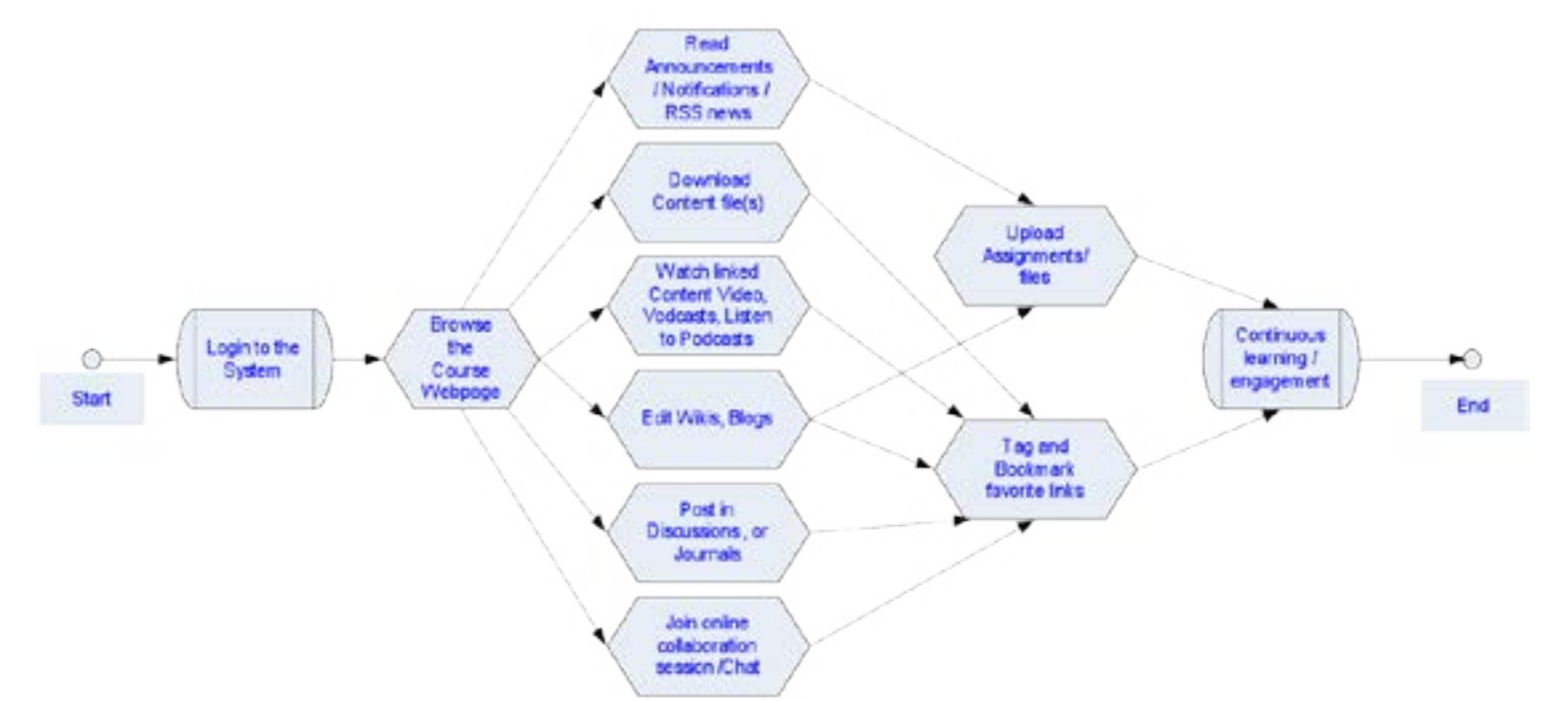 Read
Announcements
/ Notifications /
RSS news
Download
Content file(s)
Watch linked
Content Video,
Vodcasts, Listen
to Podcasts
Upload
Assignments/
files
Start
Login to the
System
Browse
the
Course
Webpage
Edit Wikis, Blogs
Continuous
learning /
engagement
End
Tag and
Bookmark
favorite links
Post in
Discussions, or
Journals
Join online
collaboration
session /Chat